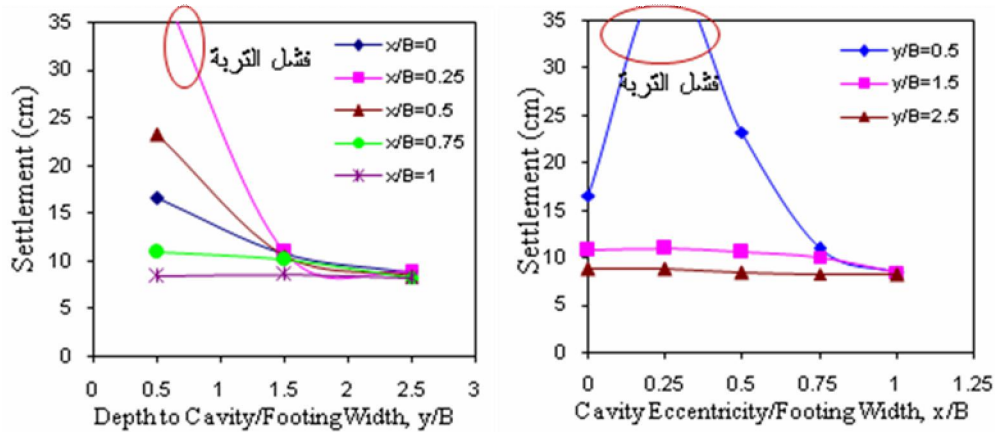 35
30
25
20
15
10
5
0
Settlement (cm)
فشل التربة
x/B=0
x/B=0.25
x/B=0.5
x/B=0.75
x/B=1
0 0.5 1 1.5 2 2.5 3
Depth to Cavity/Footing Width, y/B
35
30
25
20
15
10
5
0
Settlement (cm)
فشل التربة
y/B=0.5
y/B=1.5
y/B=2.5
0 0.25 0.5 0.75 1 1.25
Cavity Eccentricity/Footing Width, x/B